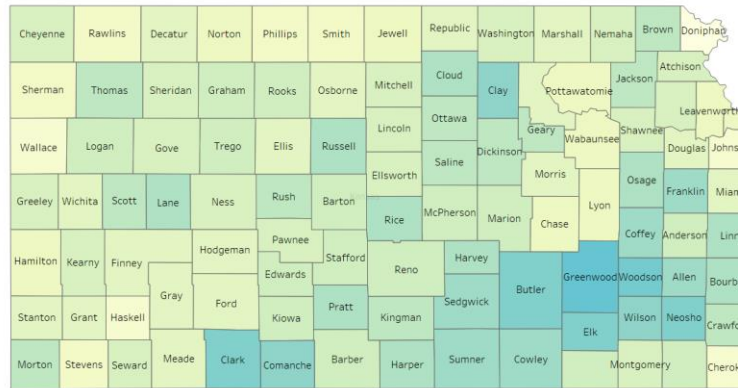 Cheyenne Rawlins Decatur Norton Phillips Smith Jewell Republic Washington Marshall Nemaha Brown Doniphan
Sherman Thomas Sheridan Graham Rooks Osborne Mitchell Cloud Clay Pottawatomie Jackson Atchison
Wallace Logan Gove Trego Ellis Russell Lincoln Ottawa Geary Wabaunsee Shawnee Leavenworth
Ellsworth Saline Dickinson Morris Douglas Johns
Greeley Wichita Scott Lane Ness Rush Barton Rice McPherson Marion Chase Lyon Osage Franklin Miam
Hamilton Kearny Finney Hodgeman Pawnee Stafford Reno Harvey Butler Greenwood Coffey Anderson Linn
Gray Ford Edwards Sedgwick Woodson Allen Bourb
Stanton Grant Haskell Kiowa Pratt Kingman Elk Wilson Neosho Crawfo
Morton Stevens Seward Meade Clark Comanche Barber Harper Sumner Cowley Montgomery Cherok